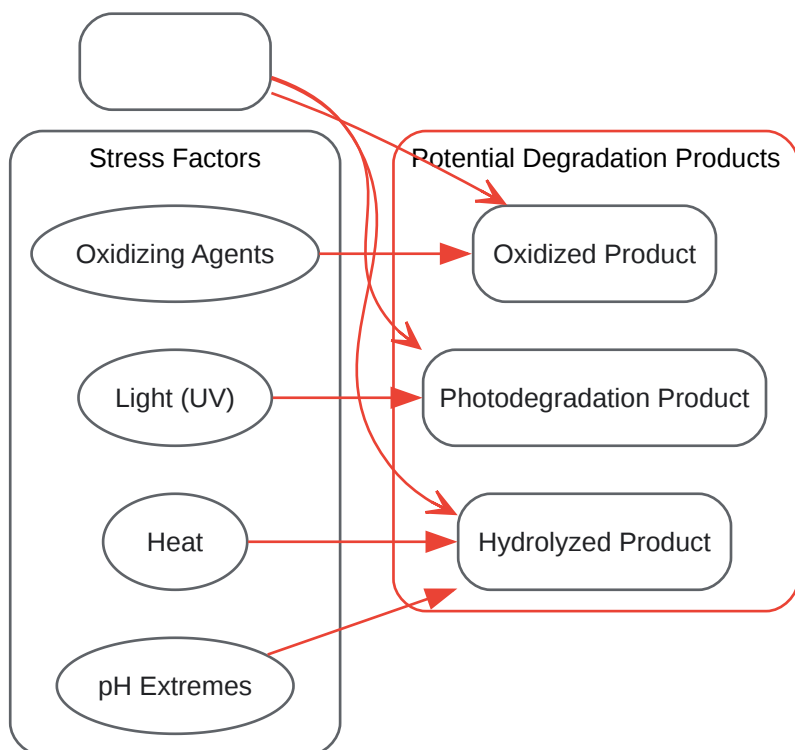 Stress Factors
Oxidizing Agents
Light (UV)
Heat
pH Extremes
Potential Degradation Products
Oxidized Product
Photodegradation Product
Hydrolyzed Product